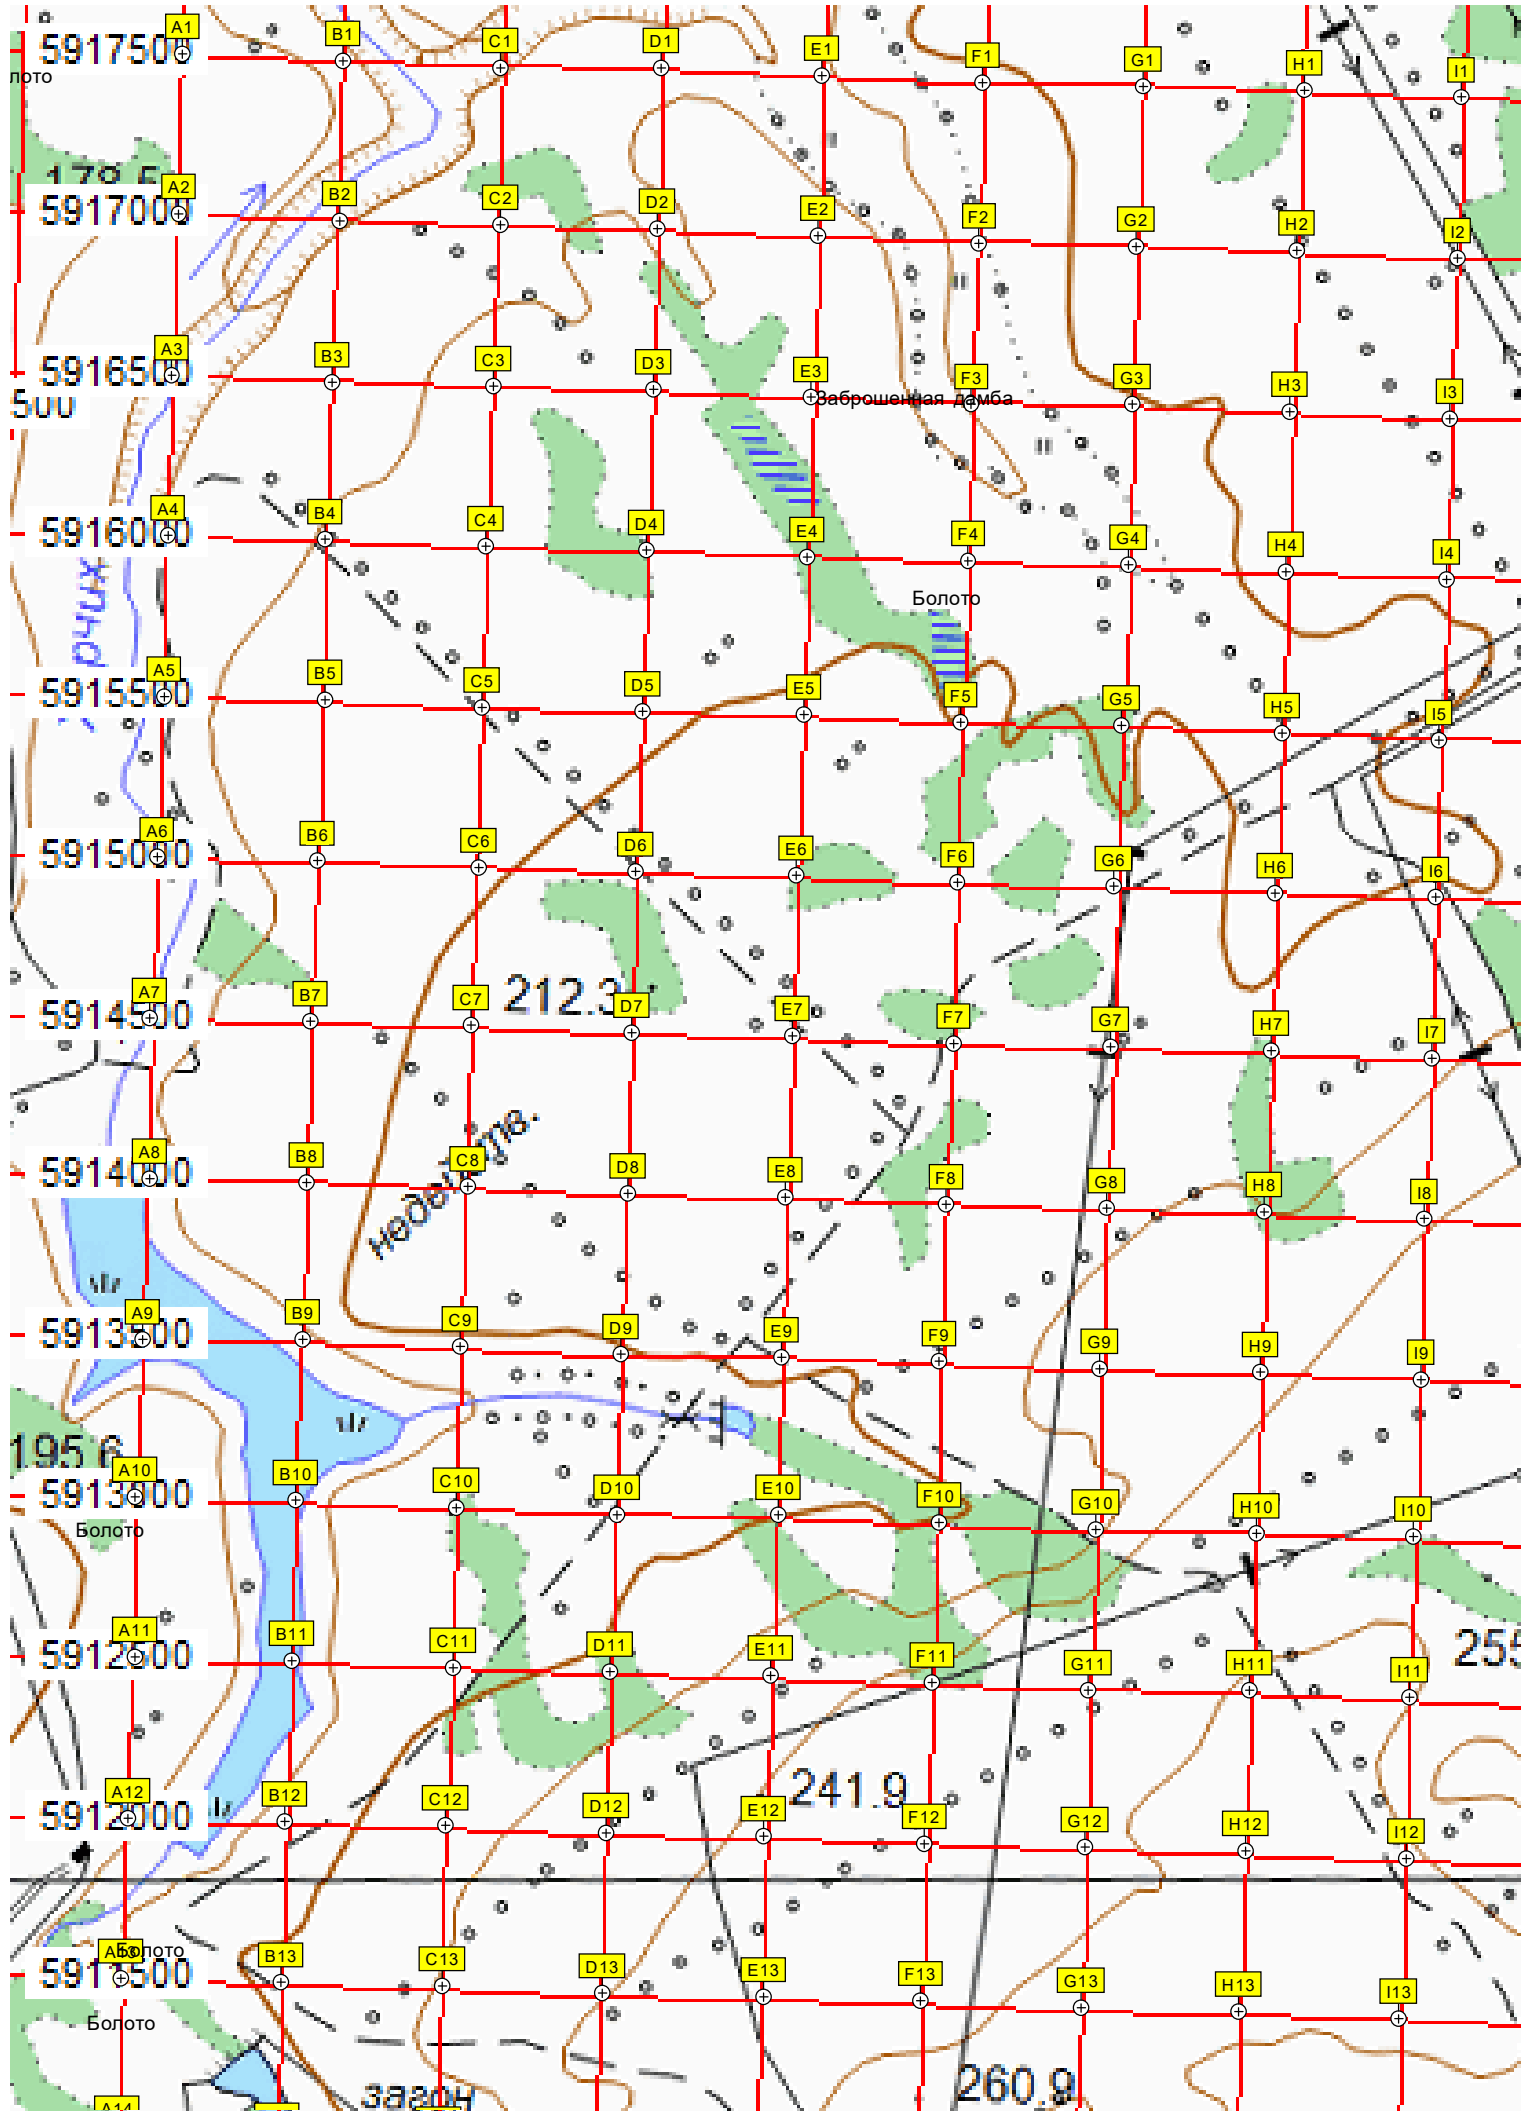 A1 B1 C1 D1 E1 F1 G1 H1 I1
5917500
лото
178.5
A2 B2 C2 D2 E2 F2 G2 H2 I2
5917000
A3 B3 C3 D3 E3 F3 G3 H3 I3
5916500
500
Заброшенная дамба
A4 B4 C4 D4 E4 F4 G4 H4 I4
5916000
рчих
Болото
A5 B5 C5 D5 E5 F5 G5 H5 I5
5915500
A6 B6 C6 D6 E6 F6 G6 H6 I6
5915000
212.3
A7 B7 C7 D7 E7 F7 G7 H7 I7
5914500
A8 B8 C8 D8 E8 F8 G8 H8 I8
5914000
A9 B9 C9 D9 E9 F9 G9 H9 I9
5913500
195.6
A10 B10 C10 D10 E10 F10 G10 H10 I10
5913000
Болото
A11 B11 C11 D11 E11 F11 G11 H11 I11
5912500
255
241.9
A12 B12 C12 D12 E12 F12 G12 H12 I12
5912000
A13 B13 C13 D13 E13 F13 G13 H13 I13
Болото
5911500
Болото
260.9
загон
A14